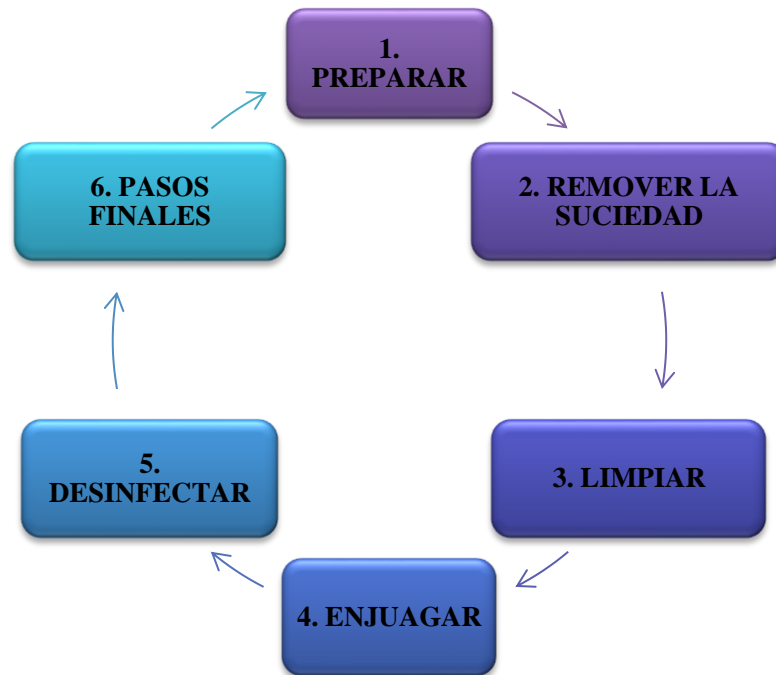 1.
PREPARAR
2. REMOVER LA
SUCIEDAD
3. LIMPIAR
4. ENJUAGAR
5.
DESINFECTAR
6. PASOS
FINALES